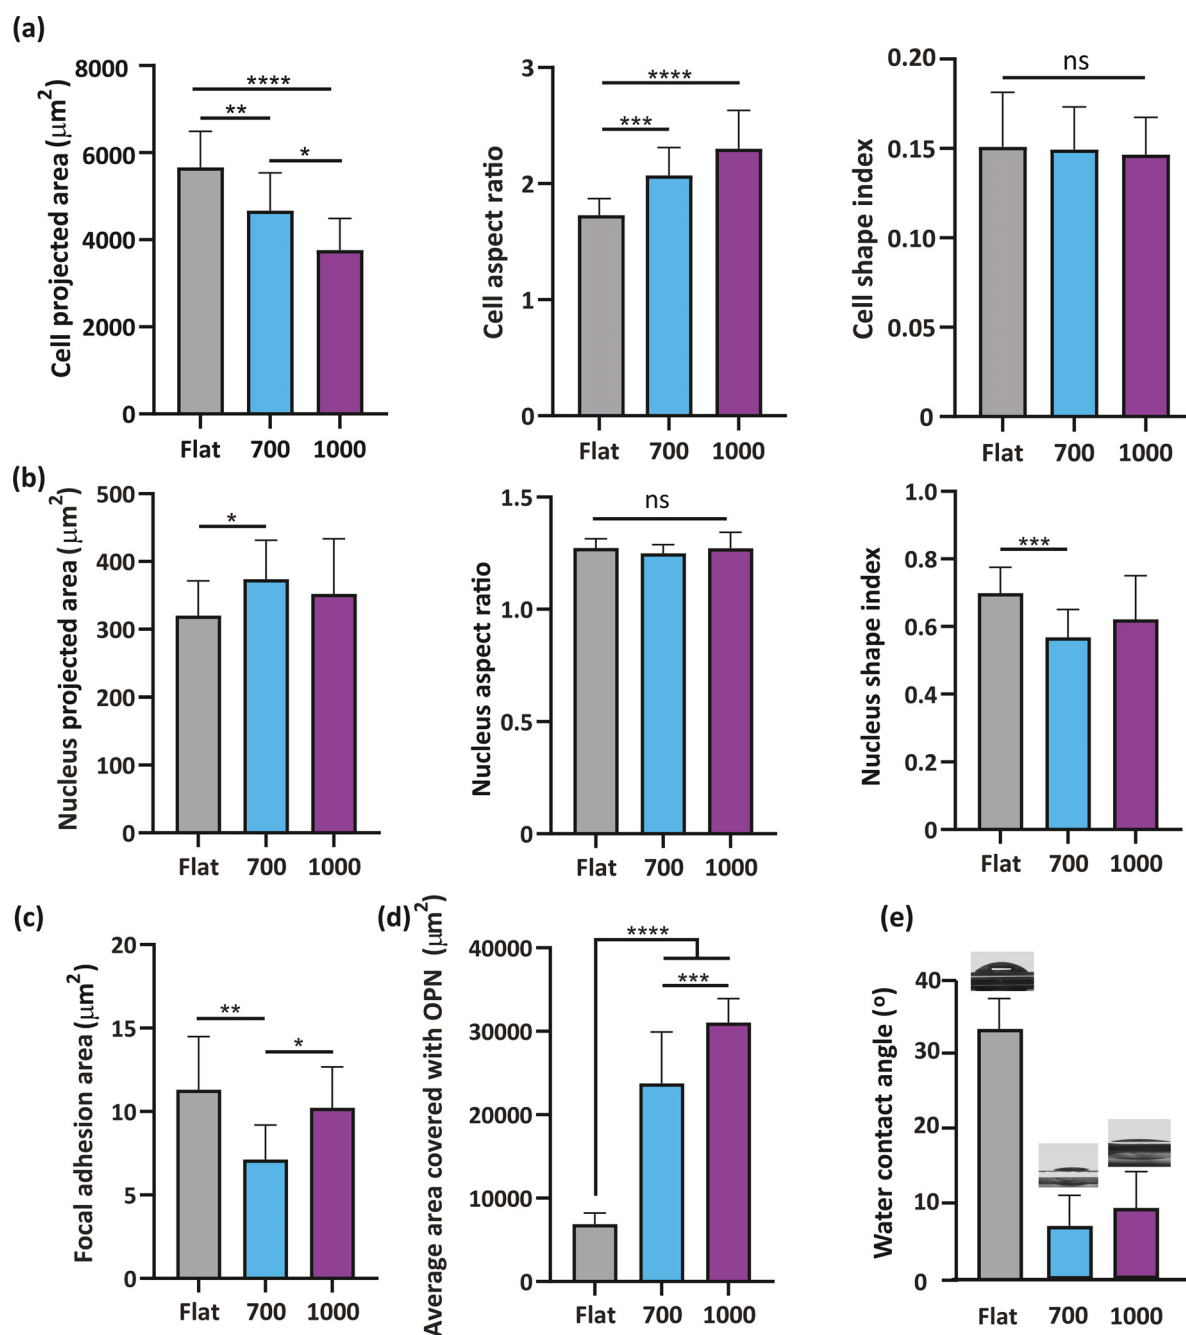 (a)
Cell projected area (μm²)
8000
6000
4000
2000
0
****
**
*
Flat 700 1000
Cell aspect ratio
3
2
1
0
****
***
Flat 700 1000
Cell shape index
0.20
0.15
0.10
0.05
0
ns
Flat 700 1000
(b)
Nucleus projected area (μm²)
500
400
300
200
100
0
*
Flat 700 1000
Nucleus aspect ratio
1.5
1.0
0.5
0
ns
Flat 700 1000
Nucleus shape index
1.0
0.8
0.6
0.4
0.2
0
***
Flat 700 1000
(c)
Focal adhesion area (μm²)
20
15
10
5
0
**
*
Flat 700 1000
(d)
Average area covered with OPN (μm²)
40000
30000
20000
10000
0
****
***
Flat 700 1000
(e)
Water contact angle (º)
40
30
20
10
0
Flat 700 1000